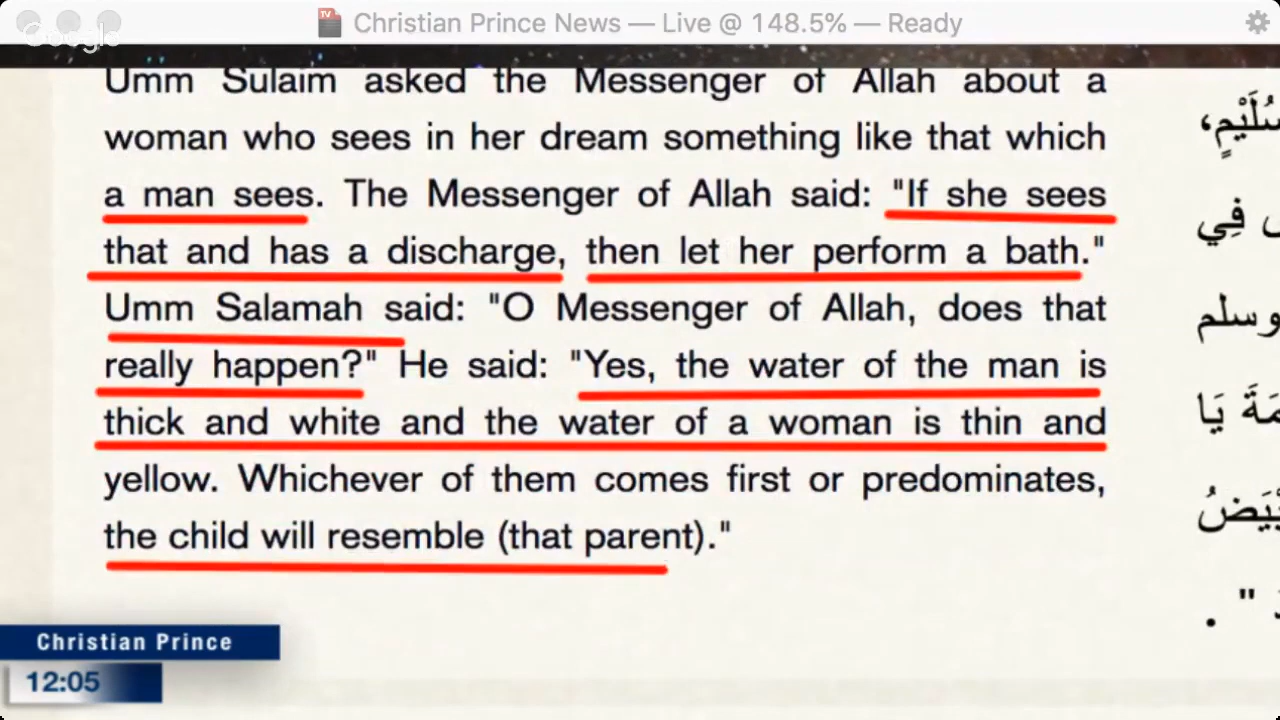 TV
Christian Prince News — Live @ 148.5% — Ready
Google
Umm Sulaim asked the Messenger of Allah about a
woman who sees in her dream something like that which
a man sees. The Messenger of Allah said: "If she sees
that and has a discharge, then let her perform a bath."
Umm Salamah said: "O Messenger of Allah, does that
really happen?" He said: "Yes, the water of the man is
thick and white and the water of a woman is thin and
yellow. Whichever of them comes first or predominates,
the child will resemble (that parent)."
سُلَيْمٍ،
فِي
وسلم
يَا
" .
Christian Prince
12:05